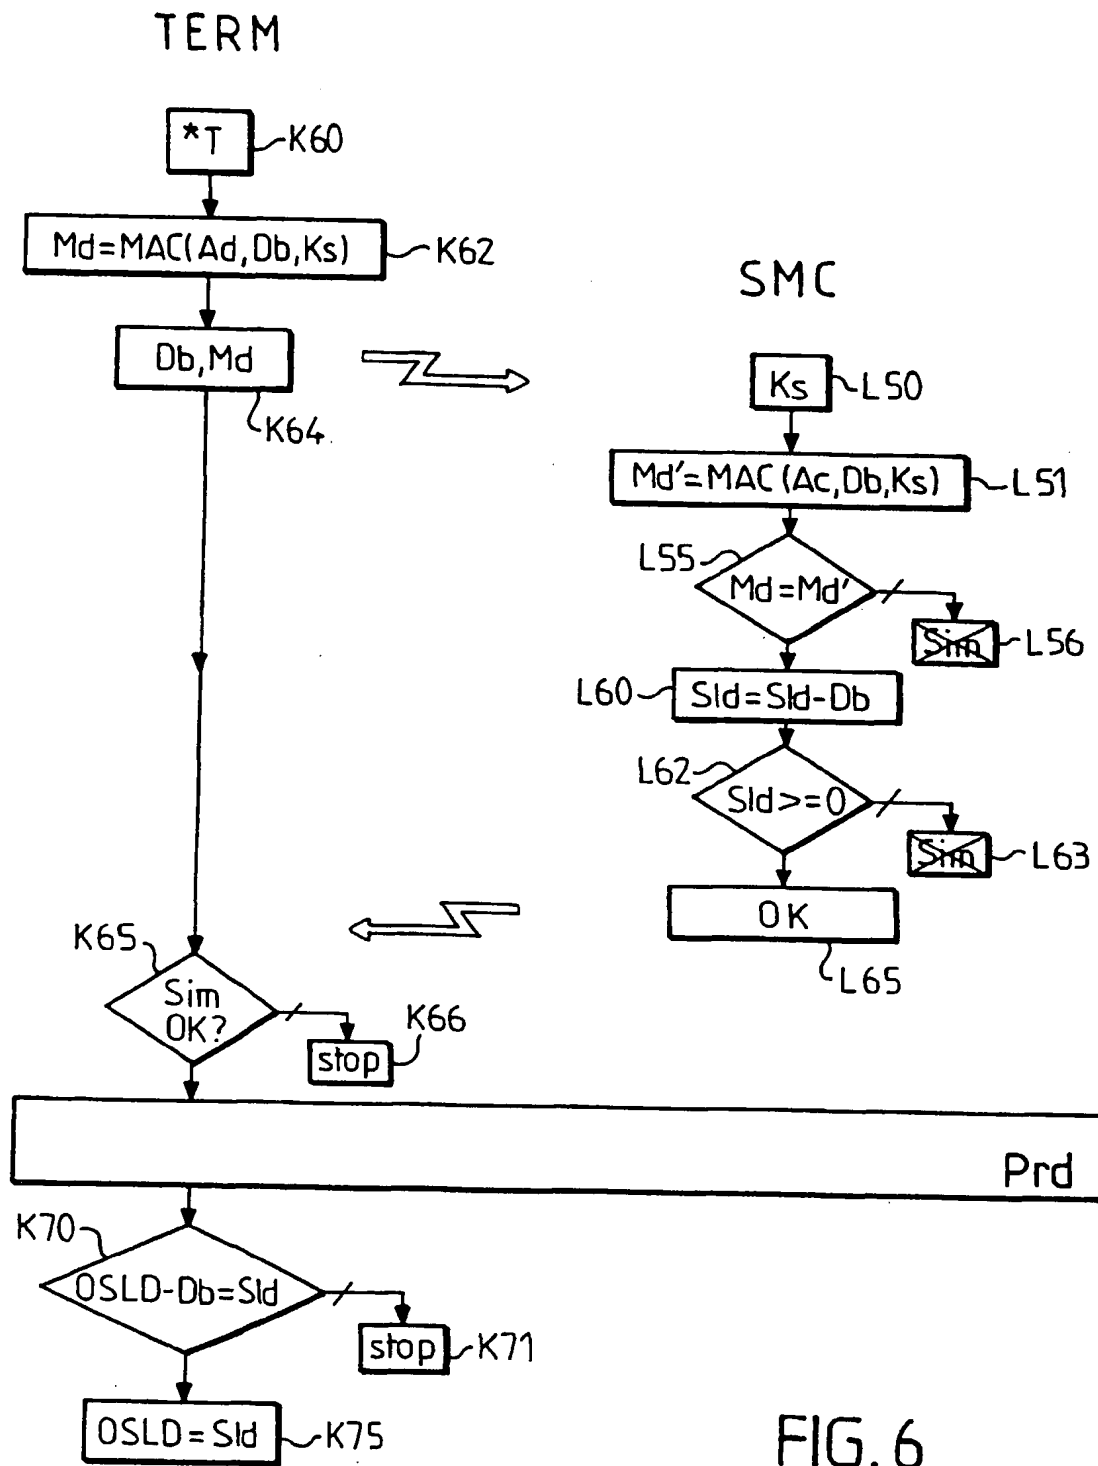 TERM
*T
K60
Md=MAC(Ad,Db,Ks)
K62
SMC
Db,Md
K64
Ks
L50
Md'=MAC(Ac,Db,Ks)
L51
L55
Md=Md'
Sim
L56
L60
Sld=Sld-Db
L62
Sld>=0
Sim
L63
OK
L65
K65
Sim
OK?
K66
stop
Prd
K70
OSLD-Db=Sld
stop
K71
OSLD=Sld
K75
FIG.6